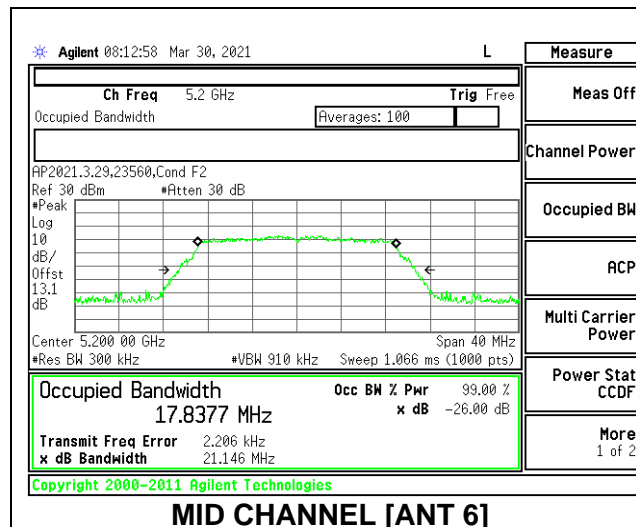 Agilent 08:12:58 Mar 30, 2021 L
Measure
Ch Freq 5.2 GHz Trig Free
Occupied Bandwidth Averages: 100
AP2021.3.29,23560,Cond F2
Ref 30 dBm #Atten 30 dB
#Peak
Log
10
dB/
Offst
13.1
dB
Center 5.200 00 GHz Span 40 MHz
#Res BW 300 kHz #VBW 910 kHz Sweep 1.066 ms (1000 pts)
Occupied Bandwidth Occ BW % Pwr 99.00 %
17.8377 MHz x dB -26.00 dB
Transmit Freq Error 2.206 kHz
x dB Bandwidth 21.146 MHz
Copyright 2000-2011 Agilent Technologies
Meas Off
Channel Power
Occupied BW
ACP
Multi Carrier
Power
Power Stat
CCDF
More
1 of 2
MID CHANNEL [ANT 6]